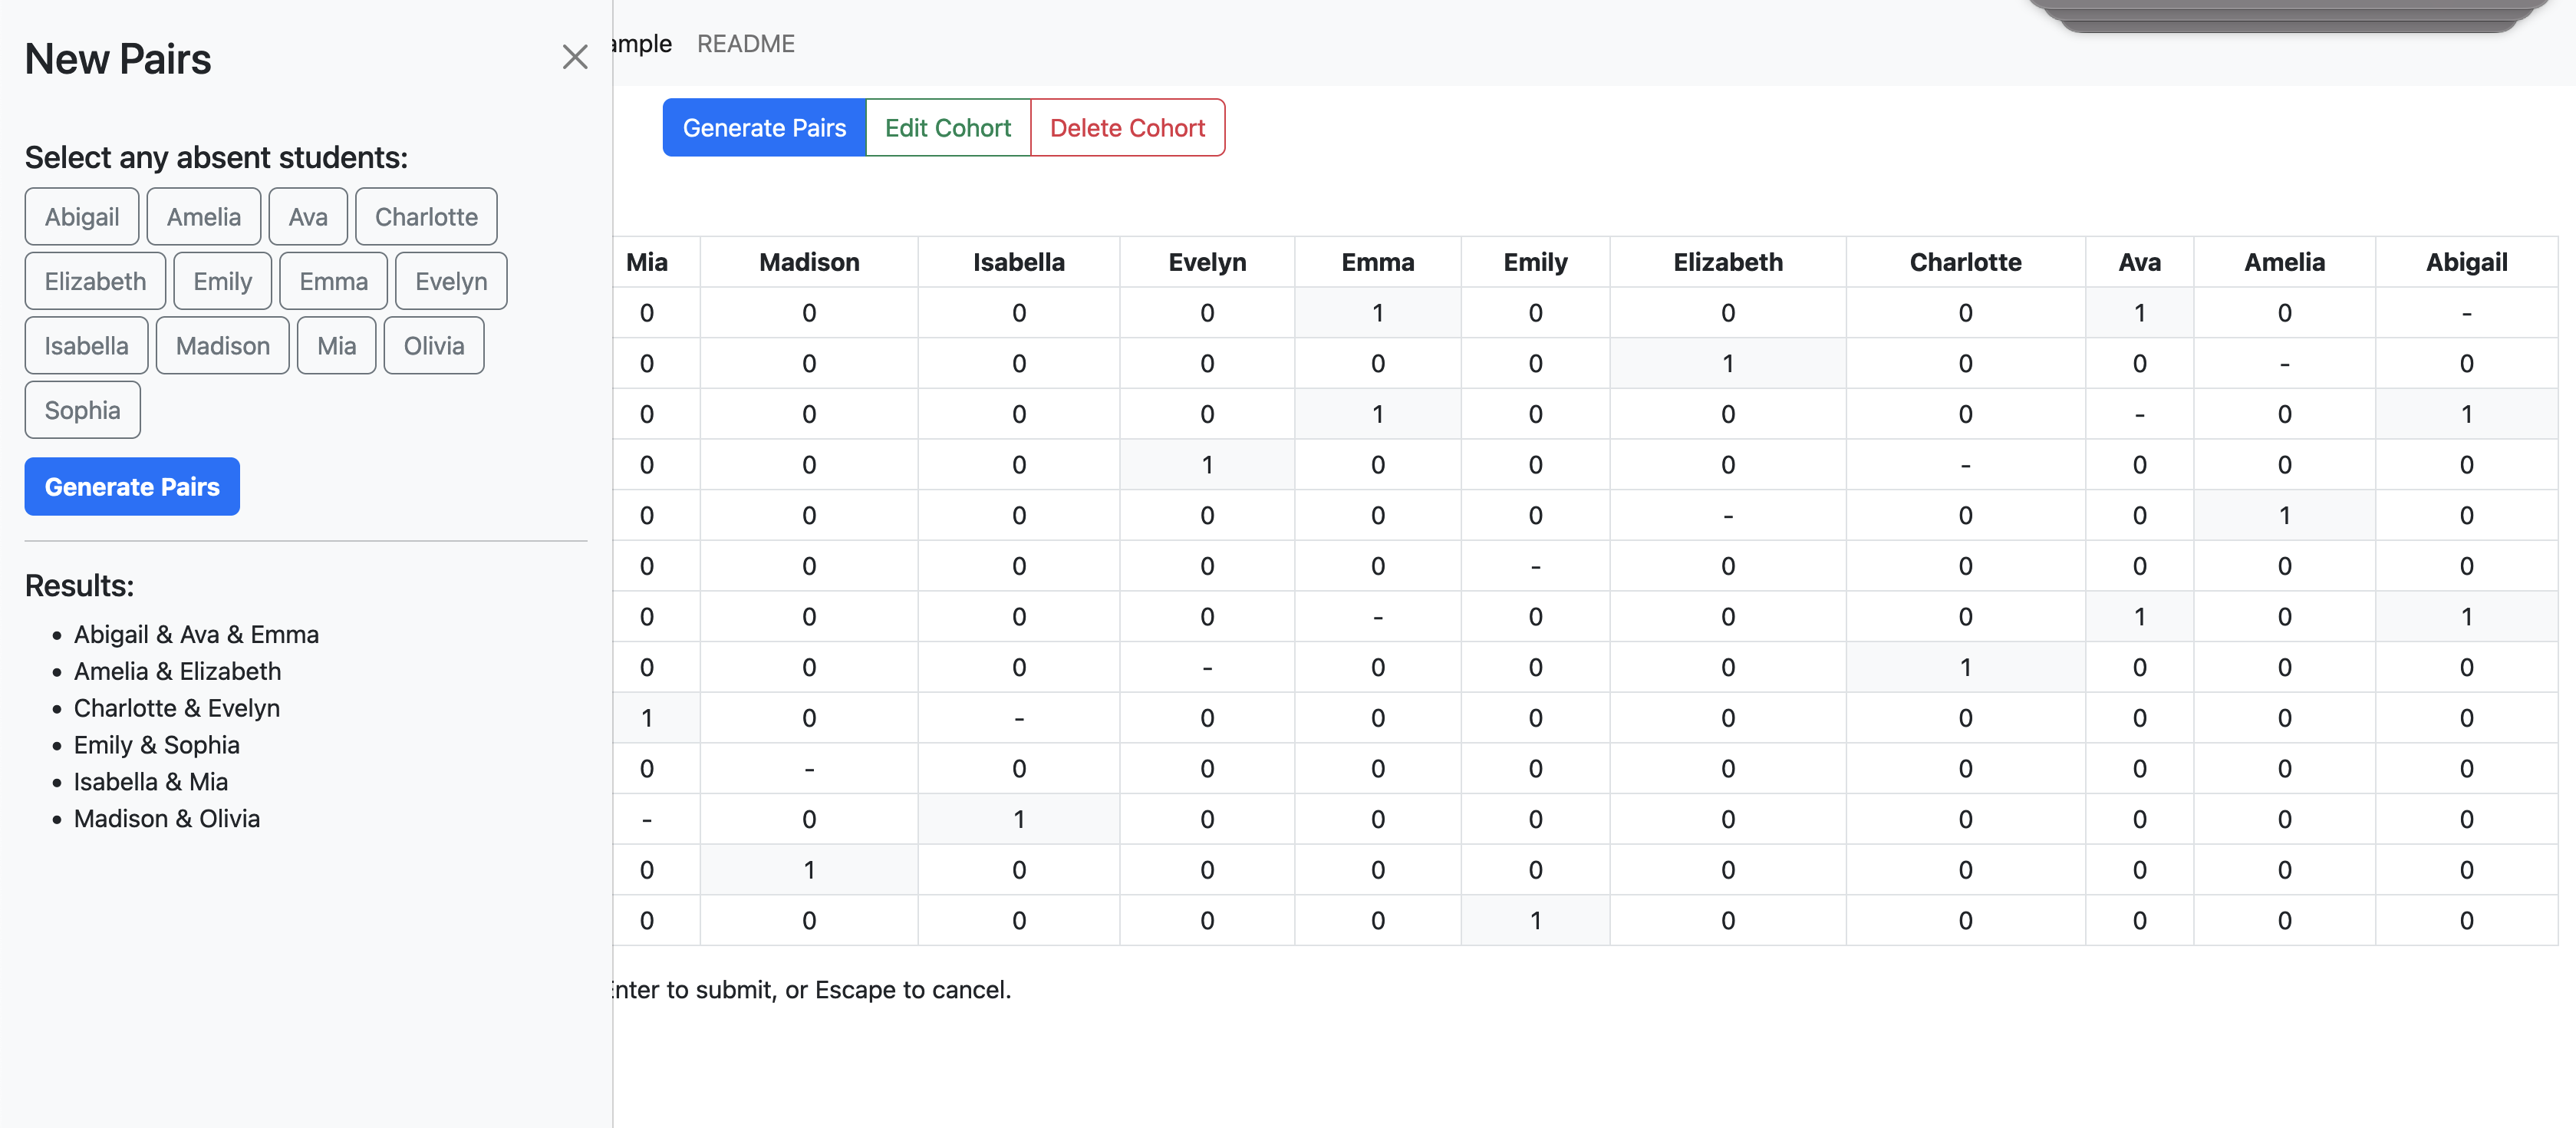 New Pairs
Select any absent students:
Abigail Amelia Ava Charlotte
Elizabeth Emily Emma Evelyn
Isabella Madison Mia Olivia
Sophia
Generate Pairs
Results:
• Abigail & Ava & Emma
• Amelia & Elizabeth
• Charlotte & Evelyn
• Emily & Sophia
• Isabella & Mia
• Madison & Olivia
ample README
Generate Pairs Edit Cohort Delete Cohort
Mia Madison Isabella Evelyn Emma Emily Elizabeth Charlotte Ava Amelia Abigail
0 0 0 0 1 0 0 0 1 0 -
0 0 0 0 0 0 1 0 0 - 0
0 0 0 0 1 0 0 0 - 0 1
0 0 0 1 0 0 0 - 0 0 0
0 0 0 0 0 0 - 0 0 1 0
0 0 0 0 0 - 0 0 0 0 0
0 0 0 0 - 0 0 0 1 0 1
0 0 0 - 0 0 0 1 0 0 0
1 0 - 0 0 0 0 0 0 0 0
0 - 0 0 0 0 0 0 0 0 0
- 0 1 0 0 0 0 0 0 0 0
0 1 0 0 0 0 0 0 0 0 0
0 0 0 0 0 1 0 0 0 0 0
Enter to submit, or Escape to cancel.